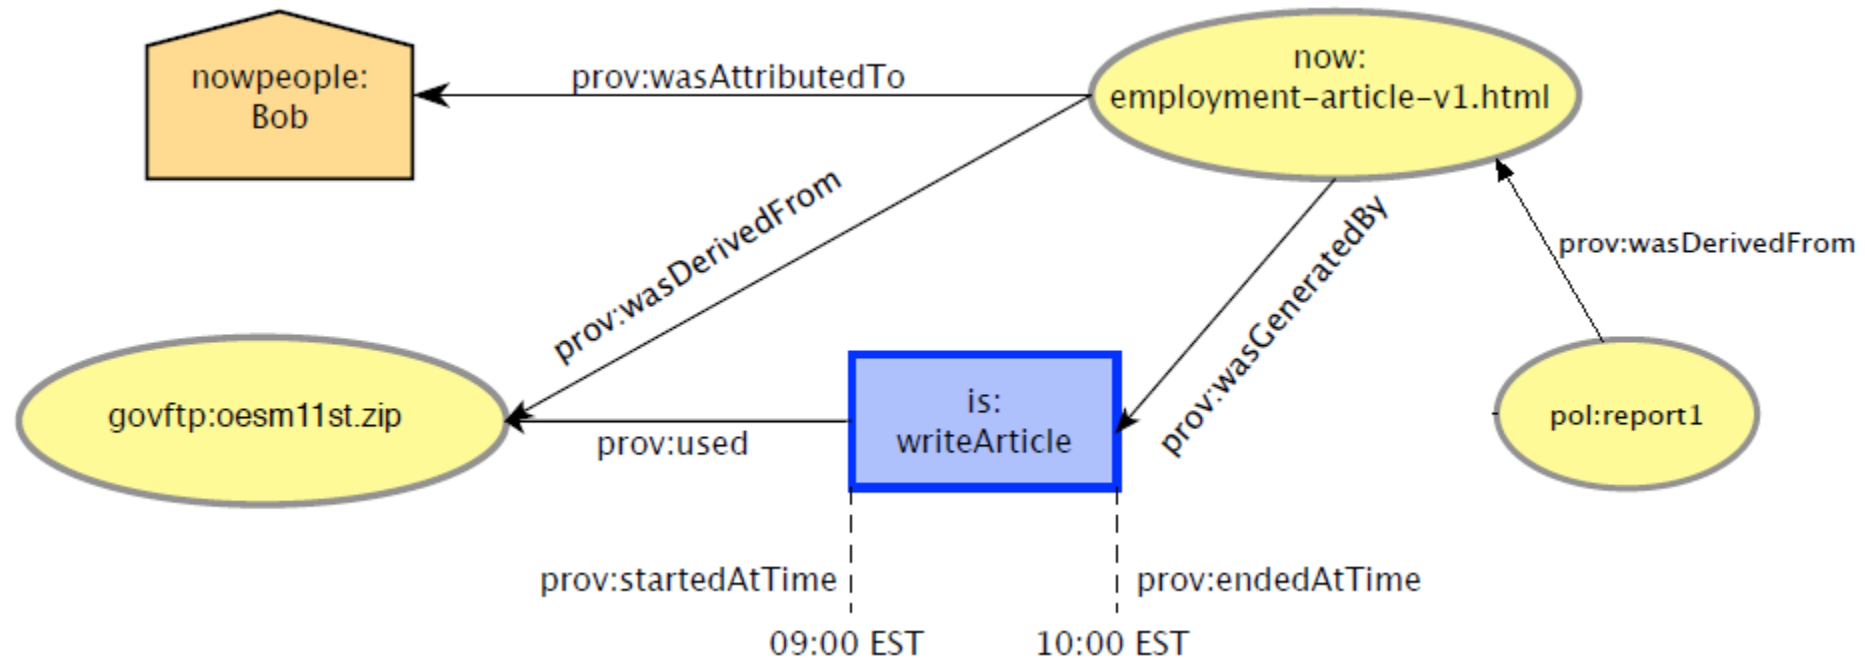 nowpeople:
Bob
prov:wasAttributedTo
now:
employment-article-v1.html
prov:wasDerivedFrom
prov:wasGeneratedBy
prov:wasDerivedFrom
govftp:oesm11st.zip
prov:used
is:
writeArticle
pol:report1
prov:startedAtTime
prov:endedAtTime
09:00 EST
10:00 EST